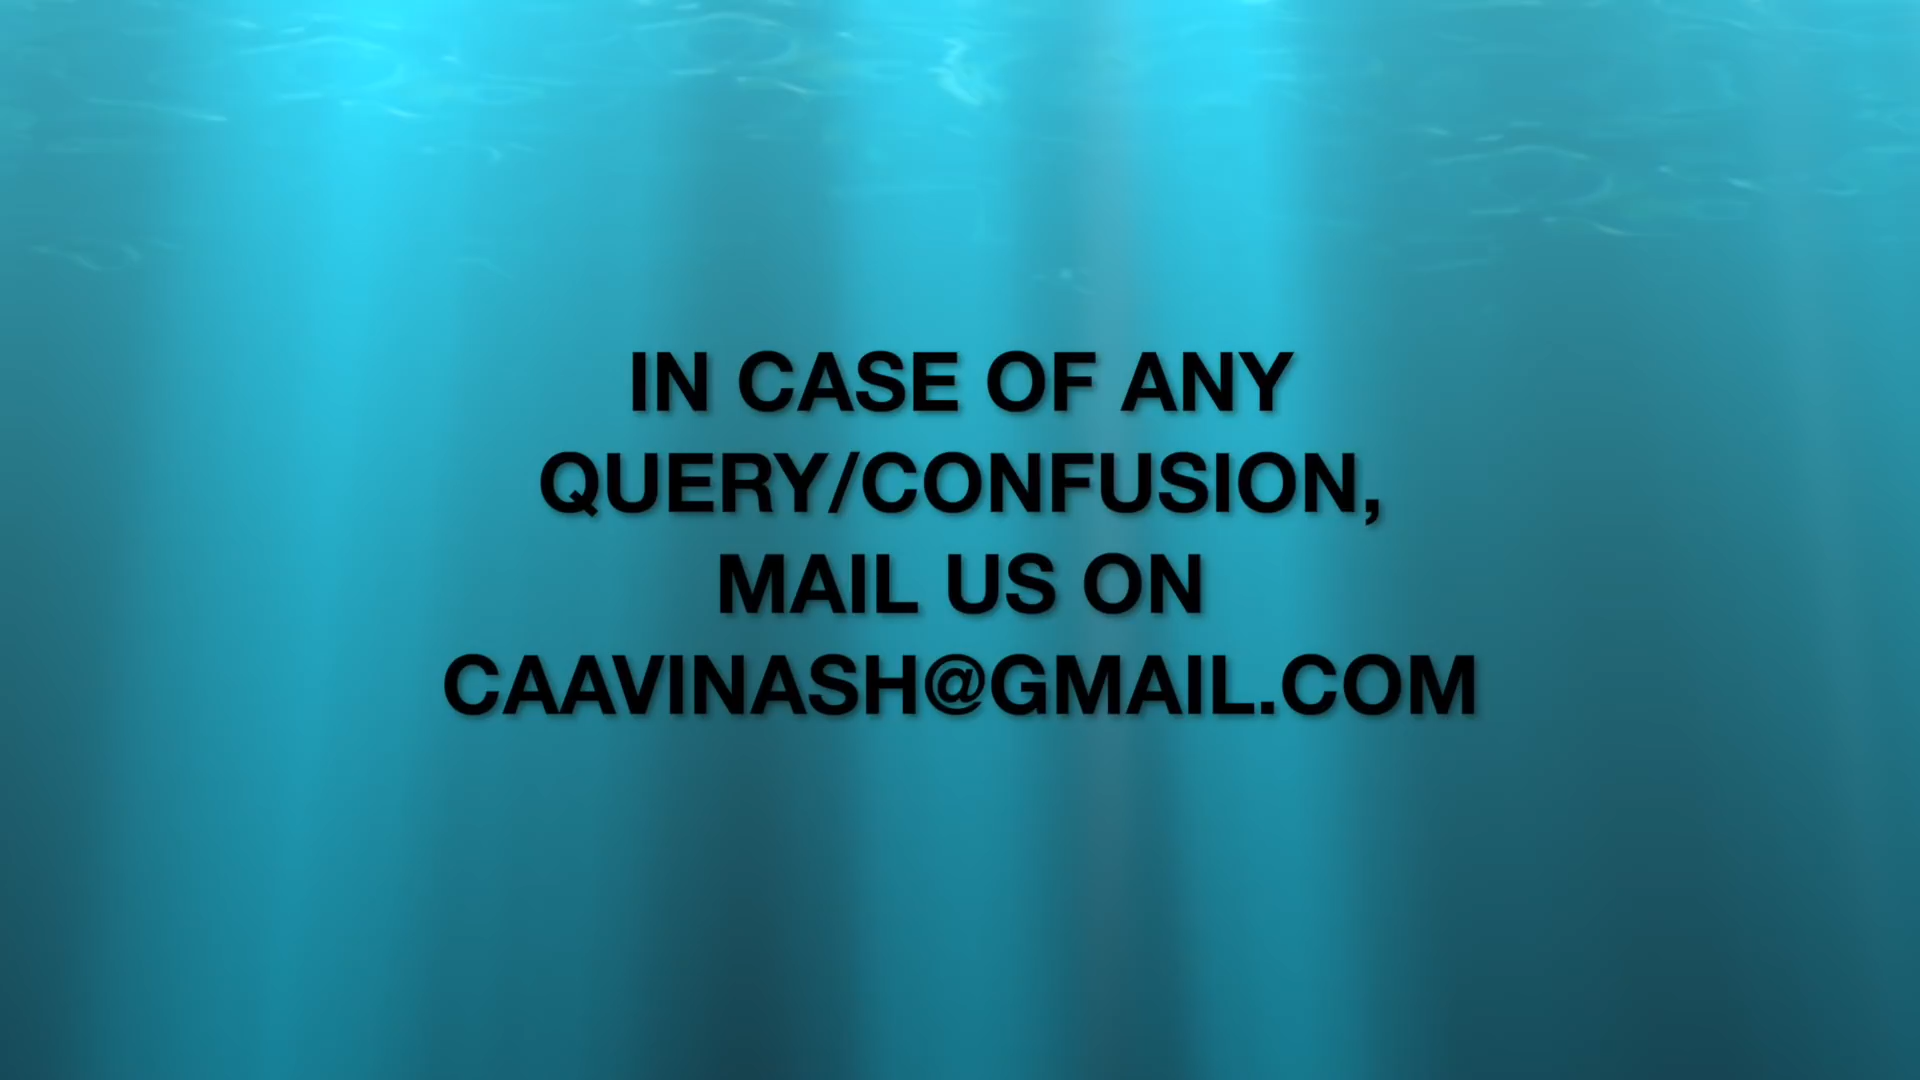 IN CASE OF ANY
QUERY/CONFUSION,
MAIL US ON
CAAVINASH@GMAIL.COM